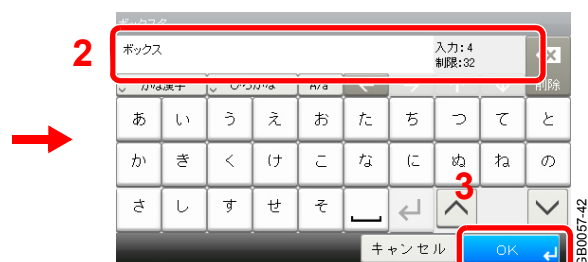 ボックス名
2
ボックス
入力:4
制限:32
かな漢字 ひらがな A/a ← → ↑ ↓ 削除
あ い う え お た ち つ て と
か き く け こ な に ぬ ね の
さ し す せ そ
3
キャンセル OK
GB0057-42